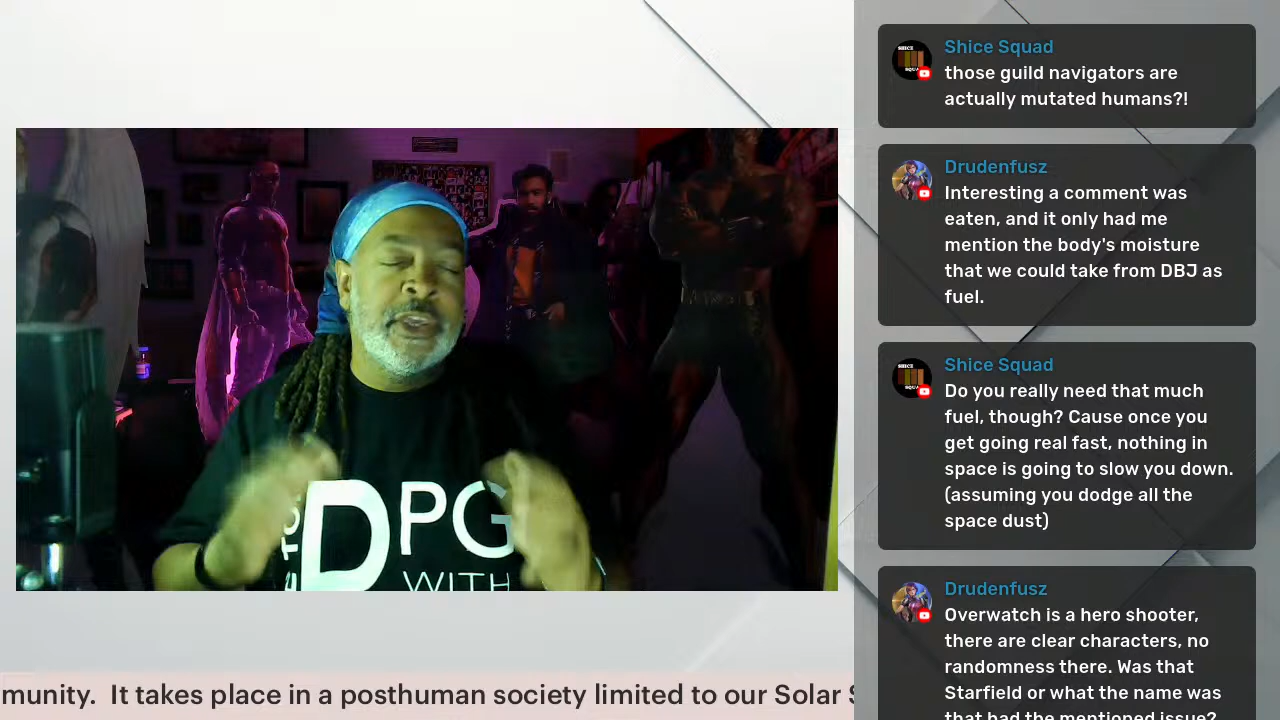 Shice Squad
those guild navigators are
actually mutated humans?!
Drudenfusz
Interesting a comment was
eaten, and it only had me
mention the body's moisture
that we could take from DBJ as
fuel.
Shice Squad
Do you really need that much
fuel, though? Cause once you
get going real fast, nothing in
space is going to slow you down.
(assuming you dodge all the
space dust)
Drudenfusz
Overwatch is a hero shooter,
there are clear characters, no
randomness there. Was that
Starfield or what the name was
that had the mentioned issue?
DPG
WITH
munity. It takes place in a posthuman society limited to our Solar S